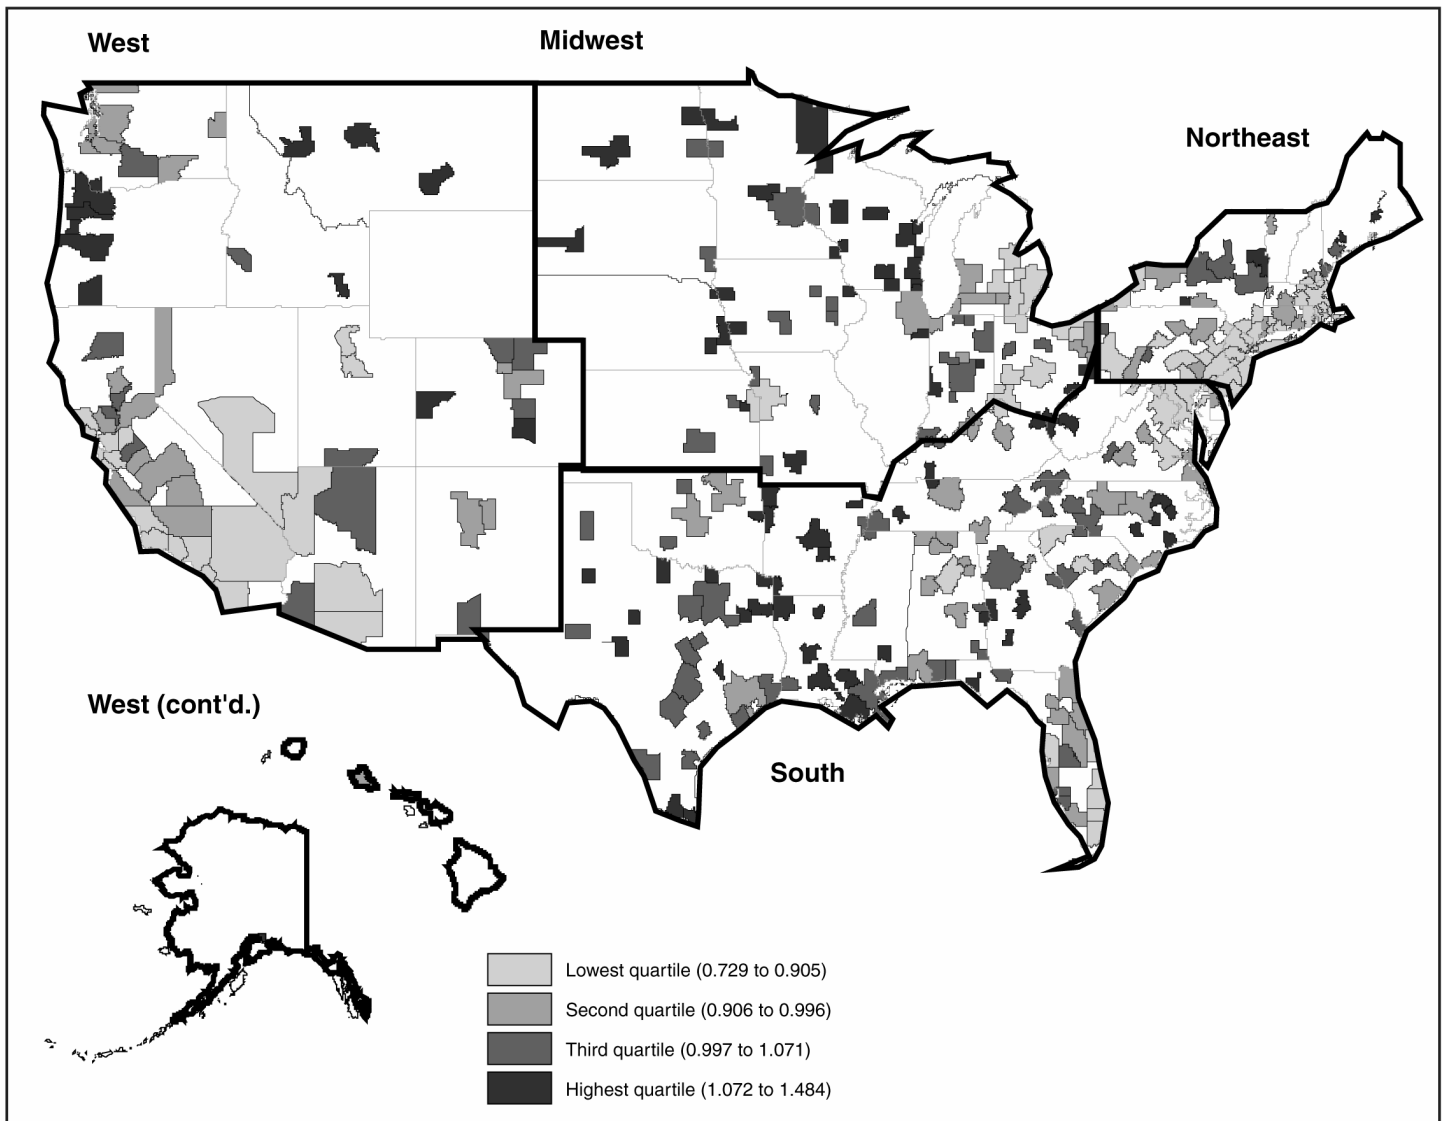 West
Midwest
Northeast
West (cont'd.)
South
Lowest quartile (0.729 to 0.905)
Second quartile (0.906 to 0.996)
Third quartile (0.997 to 1.071)
Highest quartile (1.072 to 1.484)